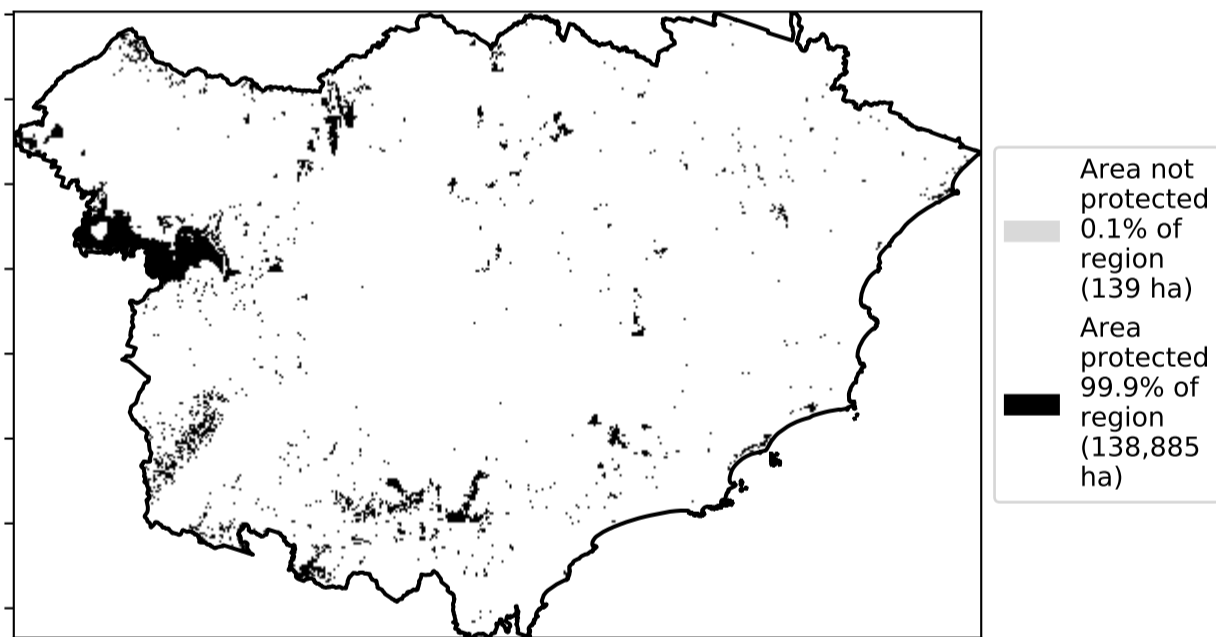 Area not
protected
0.1% of
region
(139 ha)
Area
protected
99.9% of
region
(138,885
ha)